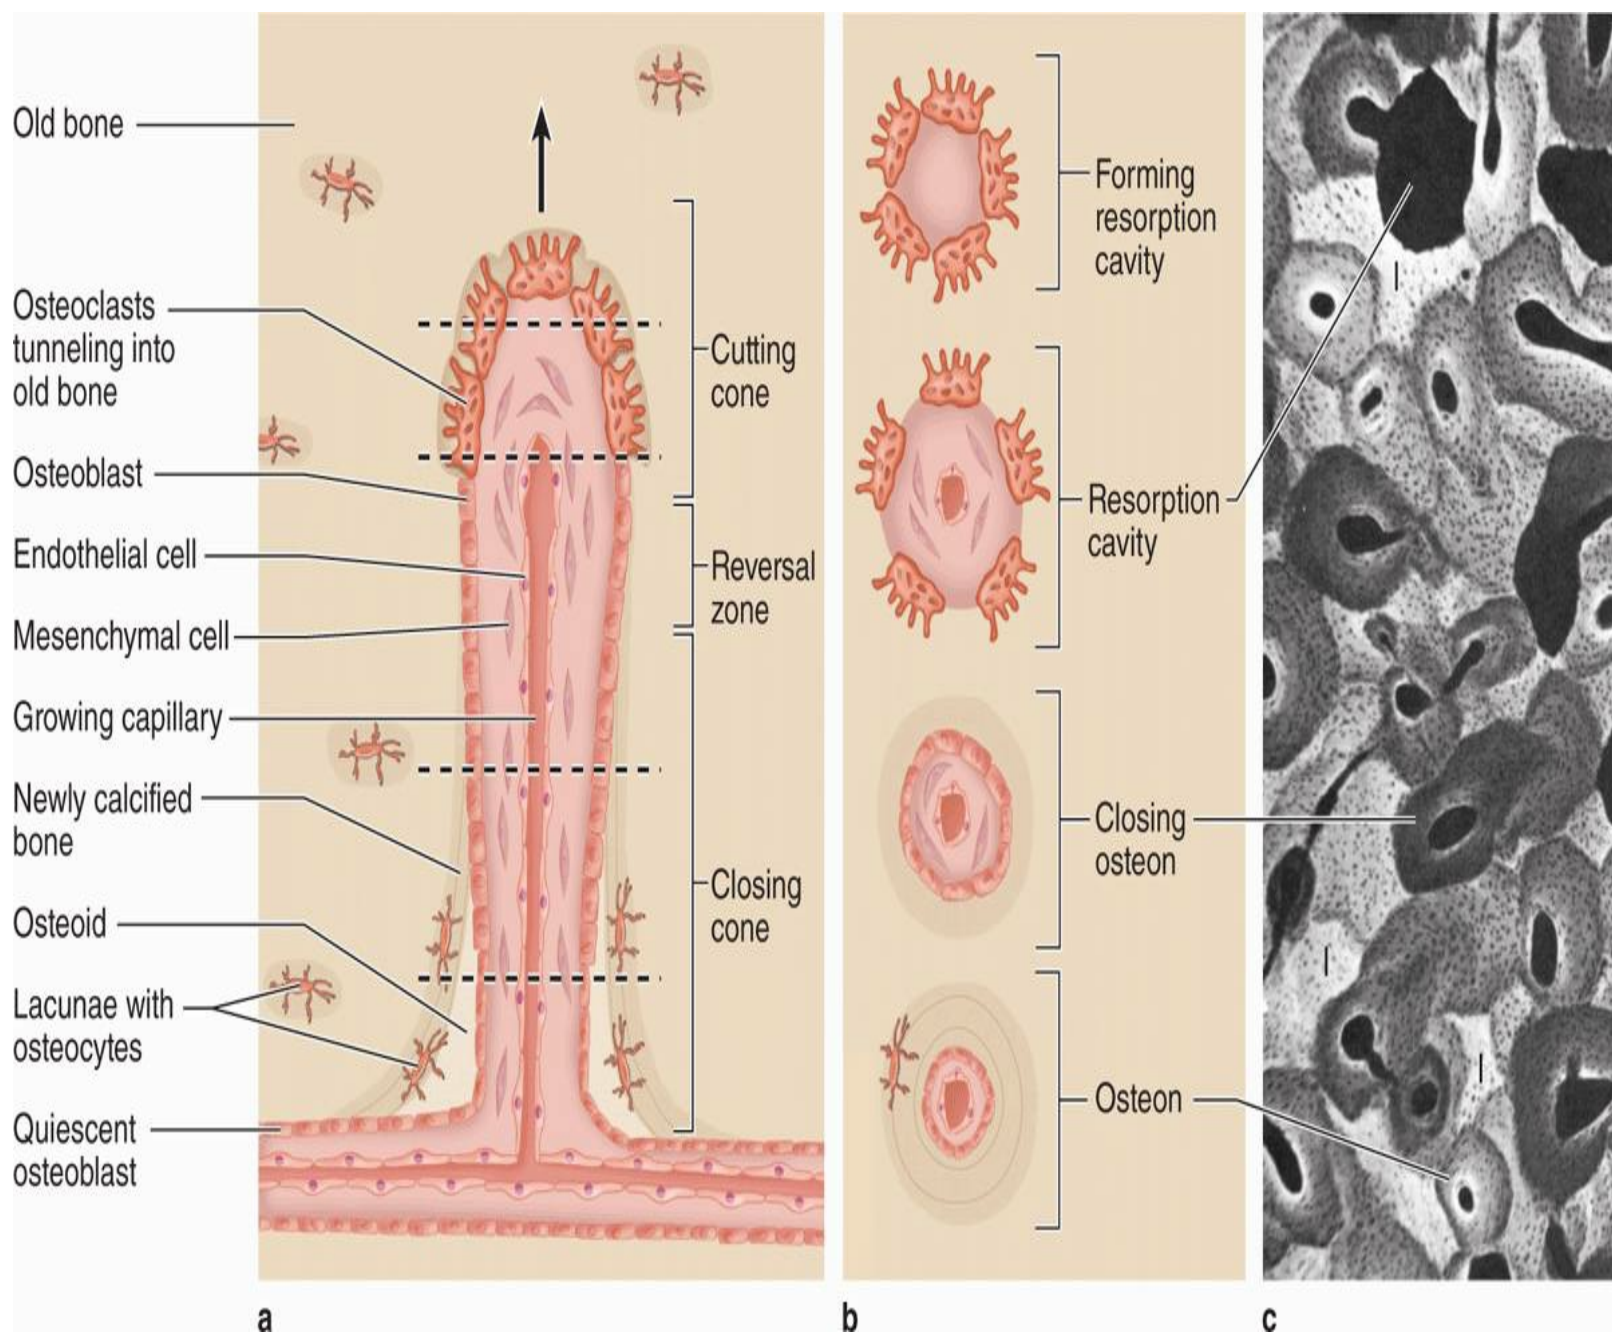 Old bone
Osteoclasts
tunneling into
old bone
Osteoblast
Endothelial cell
Mesenchymal cell
Growing capillary
Newly calcified
bone
Osteoid
Lacunae with
osteocytes
Quiescent
osteoblast
Cutting
cone
Reversal
zone
Closing
cone
a
Forming
resorption
cavity
Resorption
cavity
Closing
osteon
Osteon
b
I
I
I
c